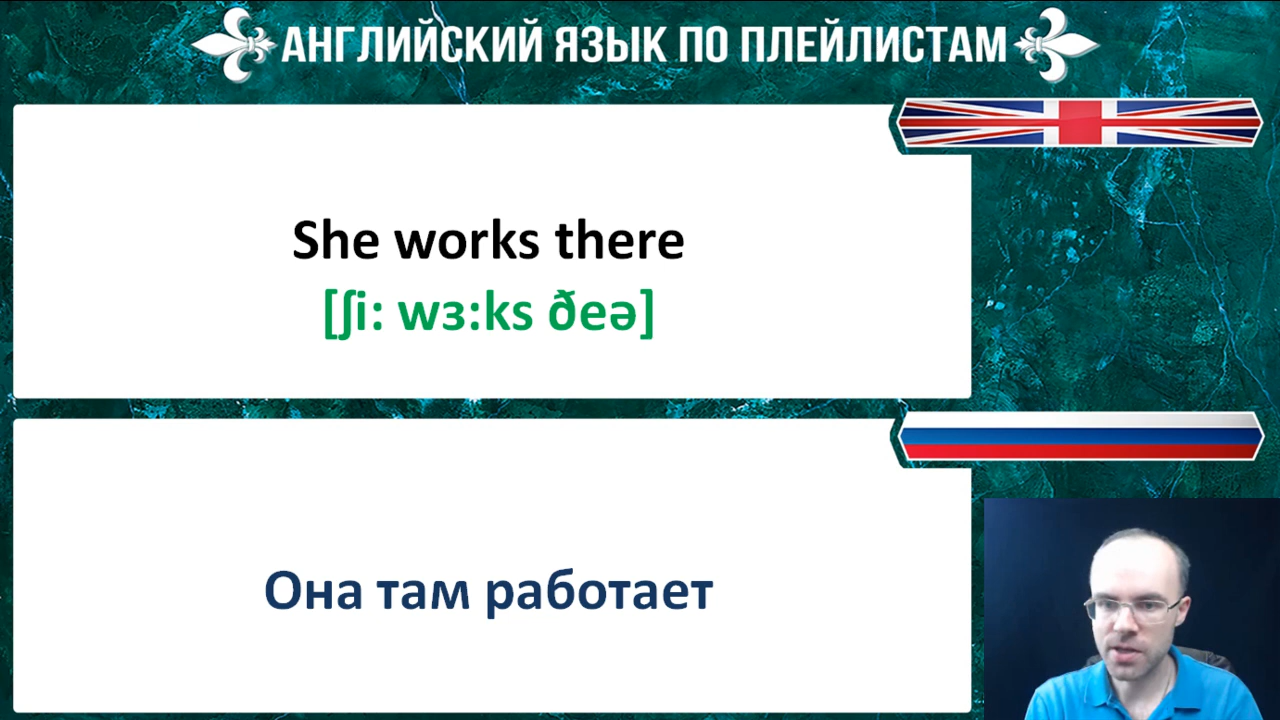 АНГЛИЙСКИЙ ЯЗЫК ПО ПЛЕЙЛИСТАМ
She works there
[ʃi: wɜ:ks ðeə]
Она там работает